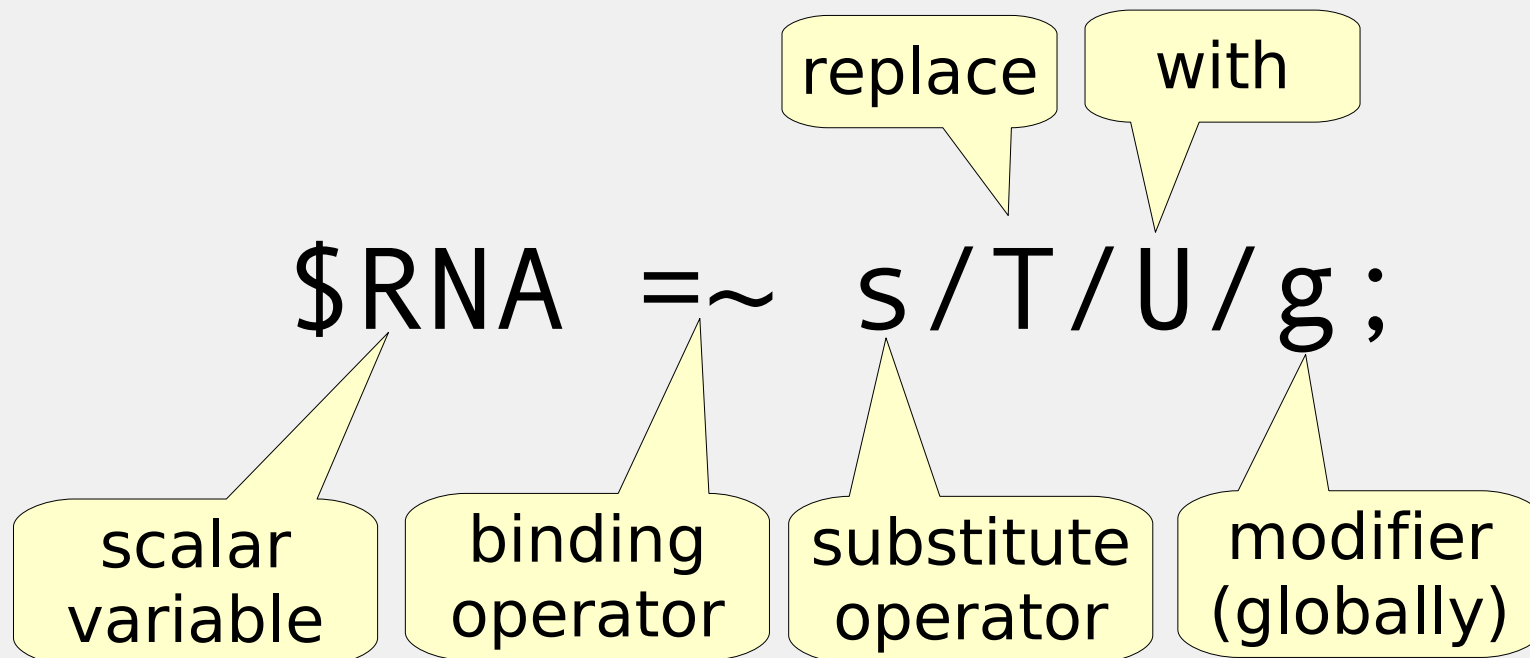 replace
with
$RNA =~ s/T/U/g;
scalar
variable
binding
operator
substitute
operator
modifier
(globally)